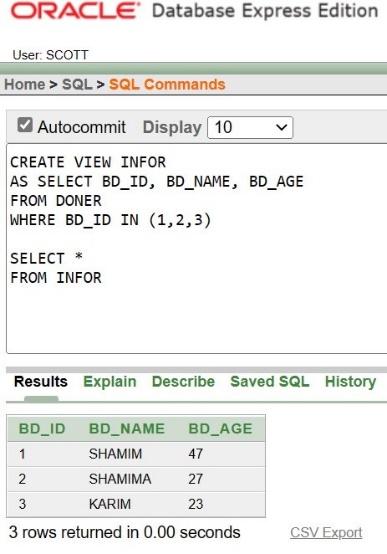 ORACLE® Database Express Edition
User: SCOTT
Home > SQL > SQL Commands
Autocommit Display 10
CREATE VIEW INFOR
AS SELECT BD_ID, BD_NAME, BD_AGE
FROM DONER
WHERE BD_ID IN (1,2,3)
SELECT *
FROM INFOR
Results Explain Describe Saved SQL History
BD_ID BD_NAME BD_AGE
1 SHAMIM 47
2 SHAMIMA 27
3 KARIM 23
3 rows returned in 0.00 seconds CSV Export